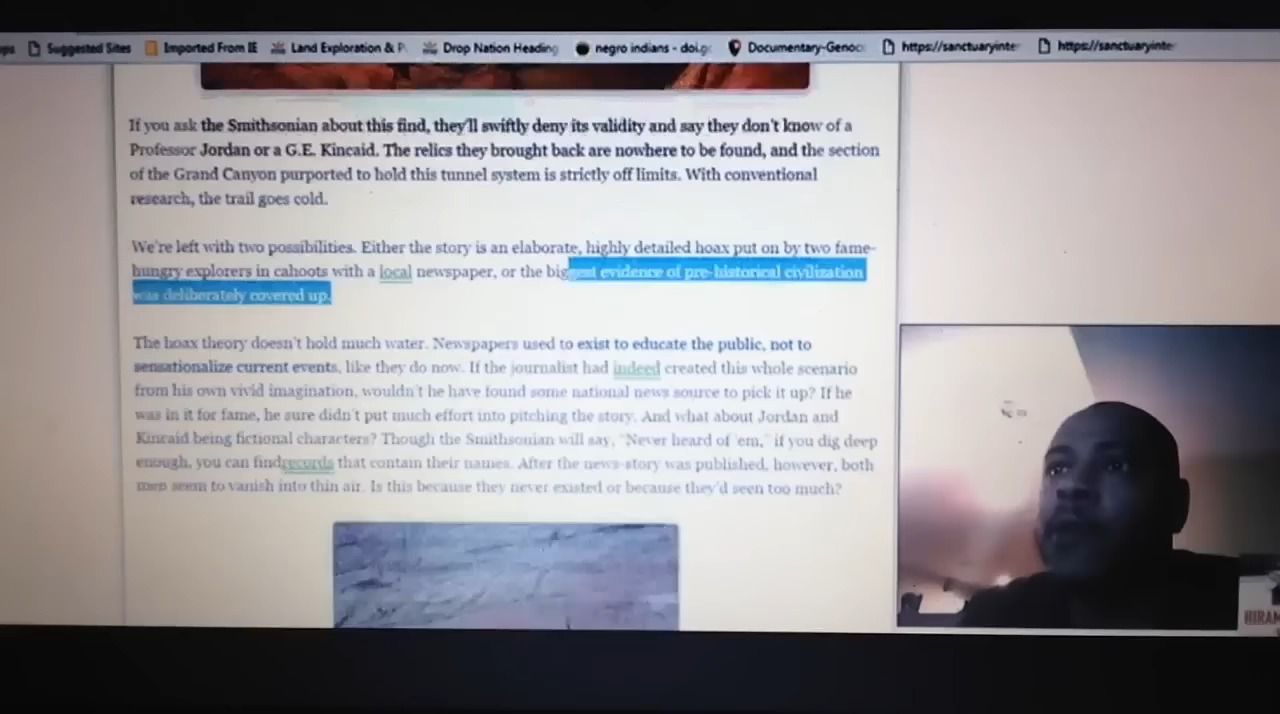 Suggested Sites Imported From IE Land Exploration & P Drop Nation Heading negro indians - doi.g Documentary-Genoc https://sanctuaryinte https://sanctuaryinte
If you ask the Smithsonian about this find, they'll swiftly deny its validity and say they don't know of a
Professor Jordan or a G.E. Kincaid. The relics they brought back are nowhere to be found, and the section
of the Grand Canyon purported to hold this tunnel system is strictly off limits. With conventional
research, the trail goes cold.
We're left with two possibilities. Either the story is an elaborate, highly detailed hoax put on by two fame-
hungry explorers in cahoots with a local newspaper, or the biggest evidence of pre-historical civilization
was deliberately covered up.
The hoax theory doesn't hold much water. Newspapers used to exist to educate the public, not to
sensationalize current events, like they do now. If the journalist had indeed created this whole scenario
from his own vivid imagination, wouldn't he have found some national news source to pick it up? If he
was in it for fame, he sure didn't put much effort into pitching the story. And what about Jordan and
Kincaid being fictional characters? Though the Smithsonian will say, "Never heard of 'em," if you dig deep
enough, you can find records that contain their names. After the news-story was published, however, both
men seem to vanish into thin air. Is this because they never existed or because they'd seen too much?
HIRAM